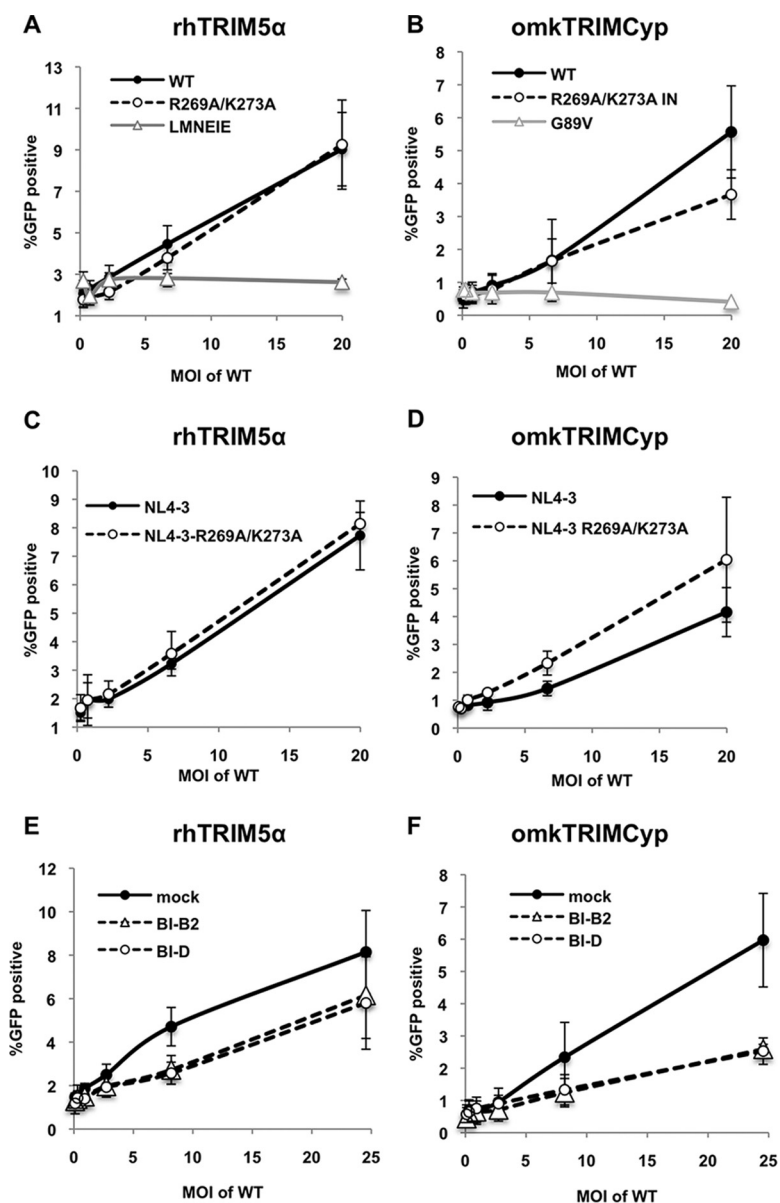 A
rhTRIM5α
13
11
9
7
5
3
1
%GFP positive
WT
R269A/K273A
LMNEIE
0
5
10
15
20
MOI of WT
B
omkTRIMCyp
8
7
6
5
4
3
2
1
0
%GFP positive
WT
R269A/K273A IN
G89V
0
5
10
15
20
MOI of WT
C
rhTRIM5α
10
9
8
7
6
5
4
3
2
1
%GFP positive
NL4-3
NL4-3-R269A/K273A
0
5
10
15
20
MOI of WT
D
omkTRIMCyp
9
8
7
6
5
4
3
2
1
0
%GFP positive
NL4-3
NL4-3 R269A/K273A
0
5
10
15
20
MOI of WT
E
rhTRIM5α
12
10
8
6
4
2
0
%GFP positive
mock
BI-B2
BI-D
0
5
10
15
20
25
MOI of WT
F
omkTRIMCyp
8
7
6
5
4
3
2
1
0
%GFP positive
mock
BI-B2
BI-D
0
5
10
15
20
25
MOI of WT